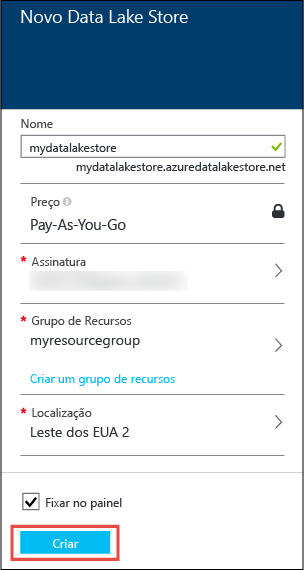 Novo Data Lake Store
Nome
mydatalakestore
mydatalakestore.azuredatalakestore.net
Preço
Pay-As-You-Go
* Assinatura
* Grupo de Recursos
myresourcegroup
Criar um grupo de recursos
* Localização
Leste dos EUA 2
Fixar no painel
Criar